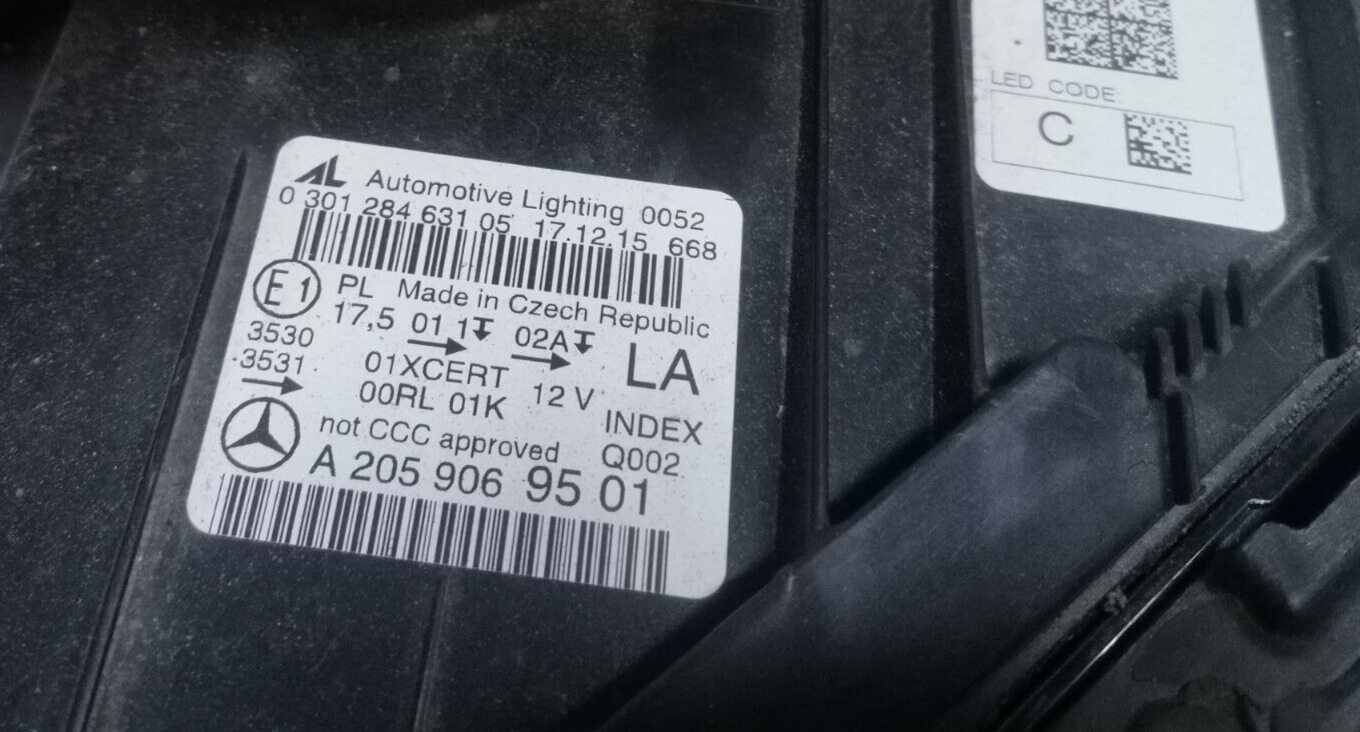 AL Automotive Lighting 0052
0 301 284 631 05 17.12.15 668
E1 PL Made in Czech Republic
17,5 01 1 02A
3530
3531
01XCERT 12 V LA
00RL 01K
INDEX
Q002
not CCC approved
A 205 906 95 01
LED CODE:
C